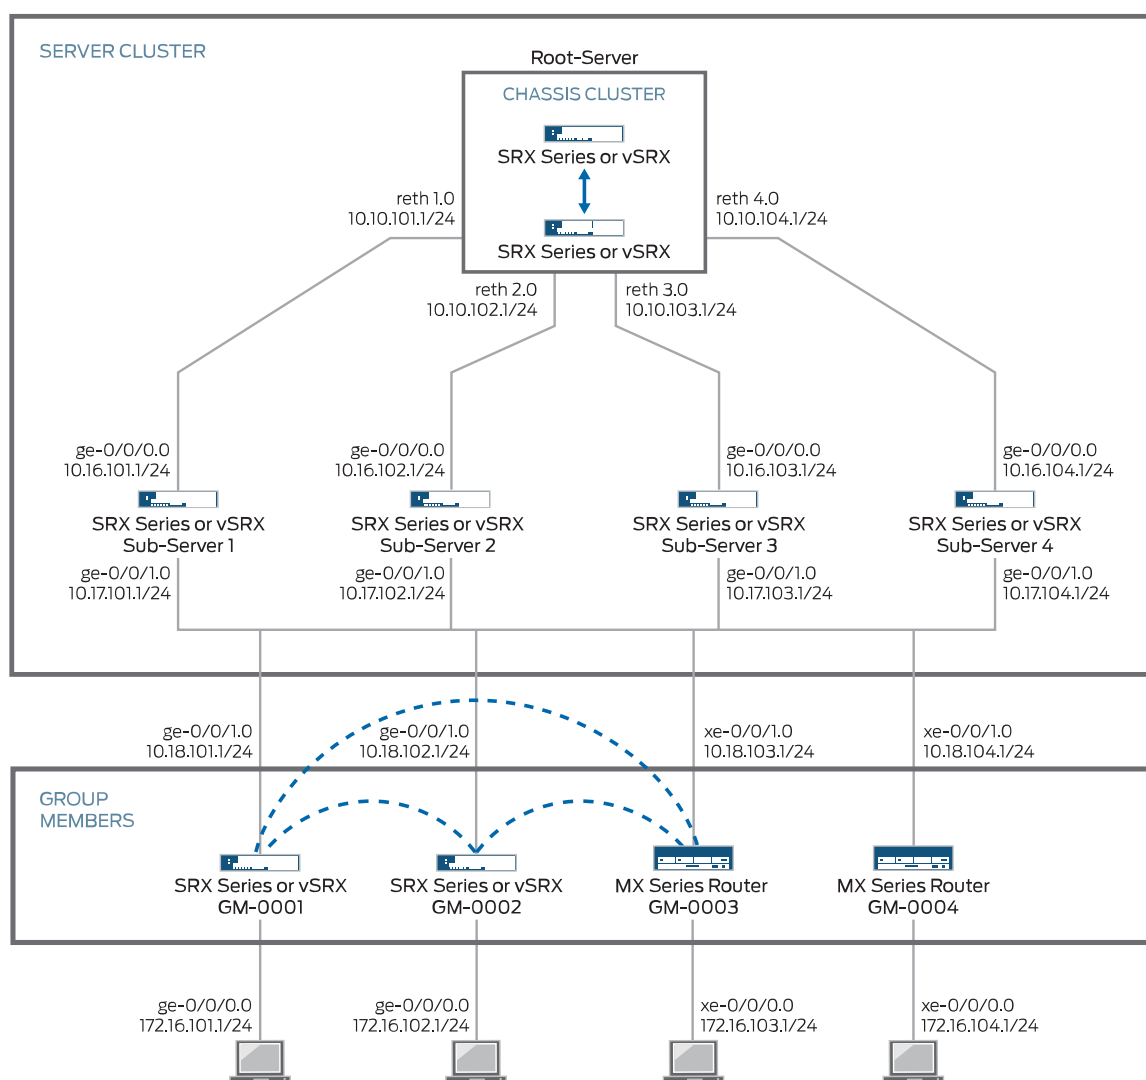 SERVER CLUSTER
Root-Server
CHASSIS CLUSTER
SRX Series or vSRX
SRX Series or vSRX
reth 1.0
10.10.101.1/24
reth 4.0
10.10.104.1/24
reth 2.0
10.10.102.1/24
reth 3.0
10.10.103.1/24
ge-0/0/0.0
10.16.101.1/24
ge-0/0/0.0
10.16.102.1/24
ge-0/0/0.0
10.16.103.1/24
ge-0/0/0.0
10.16.104.1/24
SRX Series or vSRX
Sub-Server 1
SRX Series or vSRX
Sub-Server 2
SRX Series or vSRX
Sub-Server 3
SRX Series or vSRX
Sub-Server 4
ge-0/0/1.0
10.17.101.1/24
ge-0/0/1.0
10.17.102.1/24
ge-0/0/1.0
10.17.103.1/24
ge-0/0/1.0
10.17.104.1/24
ge-0/0/1.0
10.18.101.1/24
ge-0/0/1.0
10.18.102.1/24
xe-0/0/1.0
10.18.103.1/24
xe-0/0/1.0
10.18.104.1/24
GROUP
MEMBERS
SRX Series or vSRX
GM-0001
SRX Series or vSRX
GM-0002
MX Series Router
GM-0003
MX Series Router
GM-0004
ge-0/0/0.0
172.16.101.1/24
ge-0/0/0.0
172.16.102.1/24
xe-0/0/0.0
172.16.103.1/24
xe-0/0/0.0
172.16.104.1/24